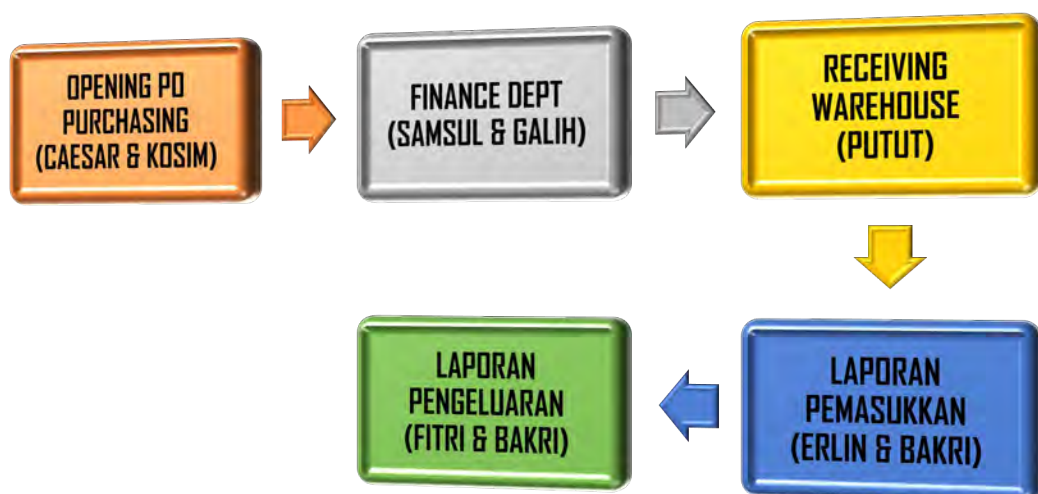 OPENING PO
PURCHASING
(CAESAR & KOSIM)
FINANCE DEPT
(SAMSUL & GALIH)
RECEIVING
WAREHOUSE
(PUTUT)
LAPORAN
PEMASUKKAN
(ERLIN & BAKRI)
LAPORAN
PENGELUARAN
(FITRI & BAKRI)